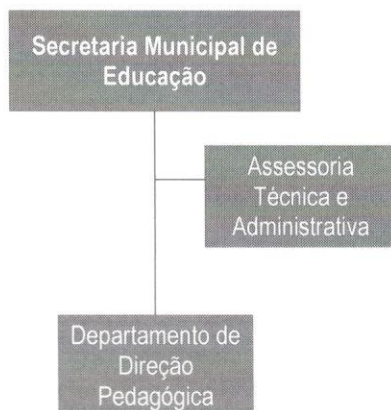 Secretaria Municipal de
Educação
Assessoria
Técnica e
Administrativa
Departamento de
Direção
Pedagógica